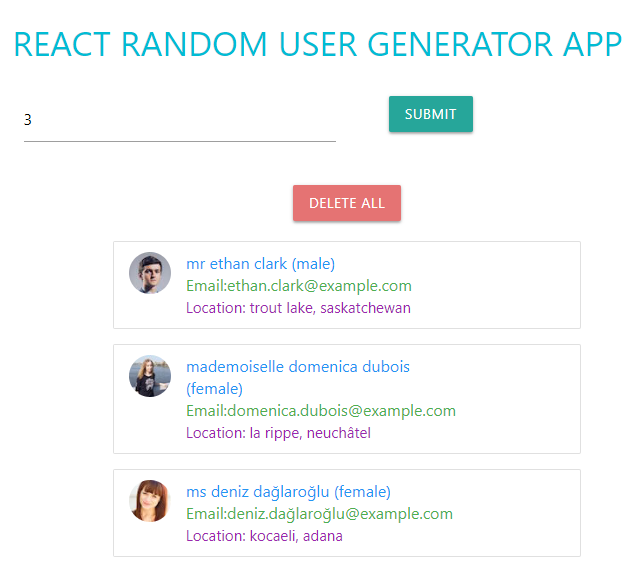 REACT RANDOM USER GENERATOR APP
3
SUBMIT
DELETE ALL
mr ethan clark (male)
Email:ethan.clark@example.com
Location: trout lake, saskatchewan
mademoiselle domenica dubois
(female)
Email:domenica.dubois@example.com
Location: la rippe, neuchâtel
ms deniz dağlaroğlu (female)
Email:deniz.dağlaroğlu@example.com
Location: kocaeli, adana